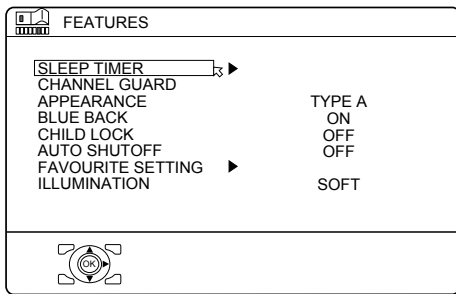 FEATURES
SLEEP TIMER
CHANNEL GUARD
APPEARANCE TYPE A
BLUE BACK ON
CHILD LOCK OFF
AUTO SHUTOFF OFF
FAVOURITE SETTING
ILLUMINATION SOFT
OK